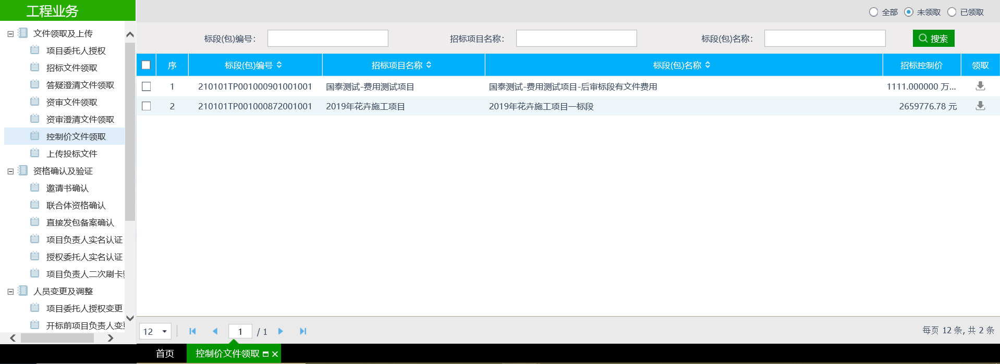 工程业务
全部 未领取 已领取
标段(包)编号： 招标项目名称： 标段(包)名称： 搜索
序 标段(包)编号 招标项目名称 标段(包)名称 招标控制价 领取
1 210101TP001000901001001 国泰测试-费用测试项目 国泰测试-费用测试项目-后审标段有文件费用 1111.000000 万...
2 210101TP001000872001001 2019年花卉施工项目 2019年花卉施工项目一标段 2659776.78 元
文件领取及上传
项目委托人授权
招标文件领取
答疑澄清文件领取
资审文件领取
资审澄清文件领取
控制价文件领取
上传投标文件
资格确认及验证
邀请书确认
联合体资格确认
直接发包备案确认
项目负责人实名认证
授权委托人实名认证
项目负责人二次刷卡
人员变更及调整
项目委托人授权变更
开标前项目负责人变
12 1 / 1 每页 12 条, 共 2 条
首页 控制价文件领取